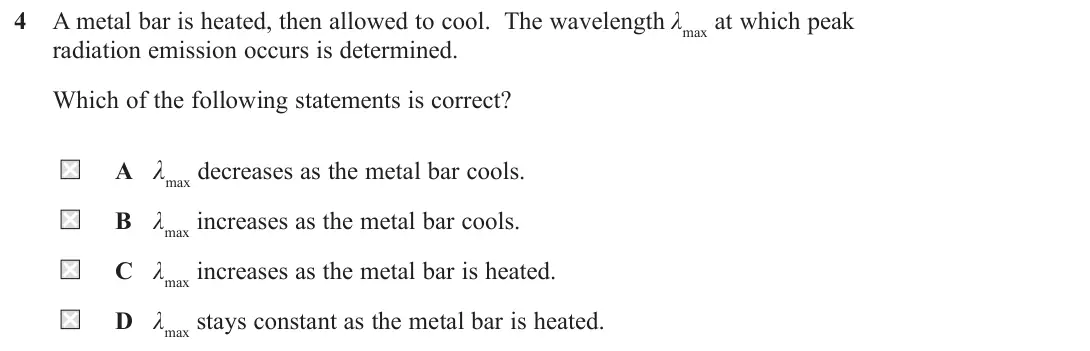 4 A metal bar is heated, then allowed to cool. The wavelength λmax at which peak
radiation emission occurs is determined.
Which of the following statements is correct?
A λmax decreases as the metal bar cools.
B λmax increases as the metal bar cools.
C λmax increases as the metal bar is heated.
D λmax stays constant as the metal bar is heated.